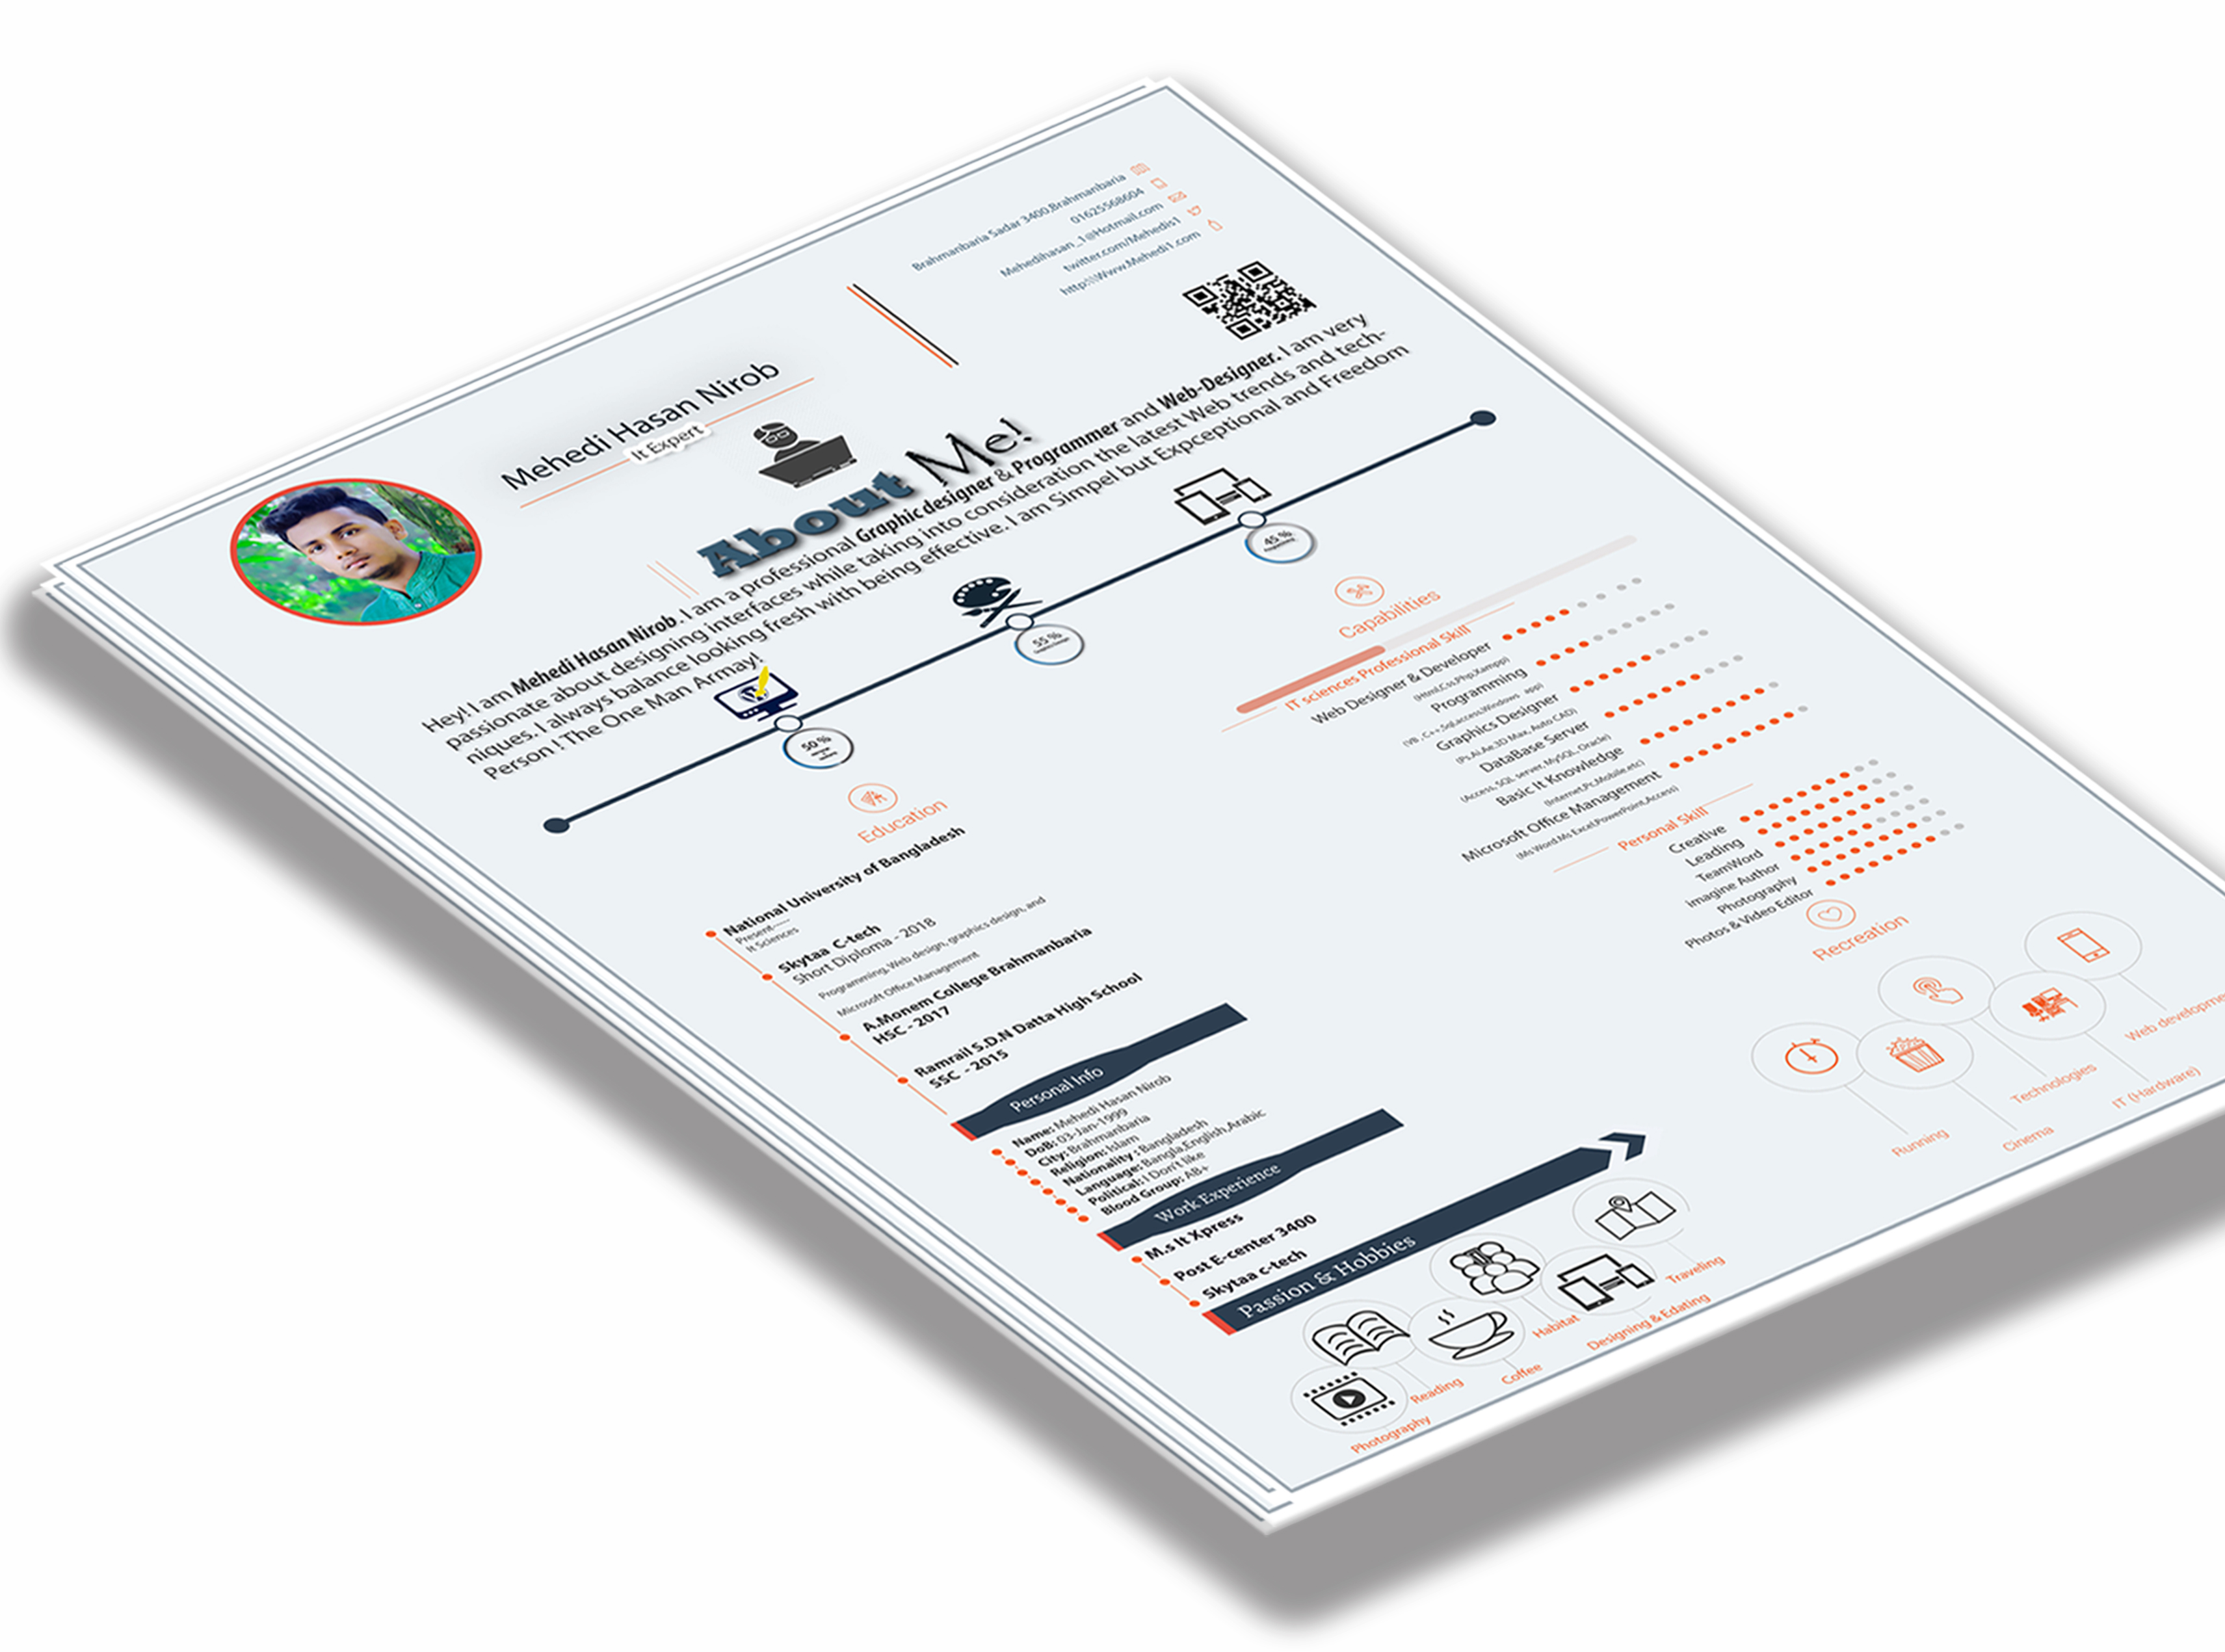 Brahmanbaria Sadar 3400,Brahmanbaria
01625568604
Mehedihasan_1@Hotmail.com
twitter.com/Mehedis1
http:\\Www.Mehedi1.com
Mehedi Hasan Nirob
It Expert
About Me!
Hey! I am Mehedi Hasan Nirob. I am a professional Graphic designer & Programmer and Web-Designer. I am very
passionate about designing interfaces while taking into consideration the latest Web trends and tech-
niques. I always balance looking fresh with being effective. I am Simpel but Expceptional and Freedom
Person ! The One Man Armay!
50 %
55 %
45 %
Education
National University of Bangladesh
Present----
It Sciences
Skytaa C-tech
Short Diploma - 2018
Programming, Web design, graphics design, and
Microsoft Office Management
A.Monem College Brahmanbaria
HSC - 2017
Ramrail S.D.N Datta High School
SSC - 2015
Personal Info
Name: Mehedi Hasan Nirob
DoB: 03-Jan-1999
City: Brahmanbaria
Religion: Islam
Nationality : Bangladesh
Language: Bangla,English,Arabic
Political: I Don't like
Blood Group: AB+
Work Experience
M.s It Xpress
Post E-center 3400
Skytaa c-tech
Passion & Hobbies
Photography
Reading
Coffee
Habitat
Designing & Edating
Traveling
Capabilities
IT sciences Professional Skill
Web Designer & Developer
(Html,Css,Php,Xampp)
Programming
(VB , C++,Sql,access,Windows app)
Graphics Designer
(Ps,Ai,Ae,3D Max, Auto CAD)
DataBase Server
(Access, SQL server, MySQL, Oracle)
Basic It Knowledge
(Internet,Pc,Mobile,etc)
Microsoft Office Management
(Ms Word,Ms Excel,PowerPoint,Access)
Personal Skill
Creative
Leading
TeamWord
imagine Author
Photography
Photos & Video Editor
Recreation
Running
Cinema
Technologies
IT (Hardware)
Web developme